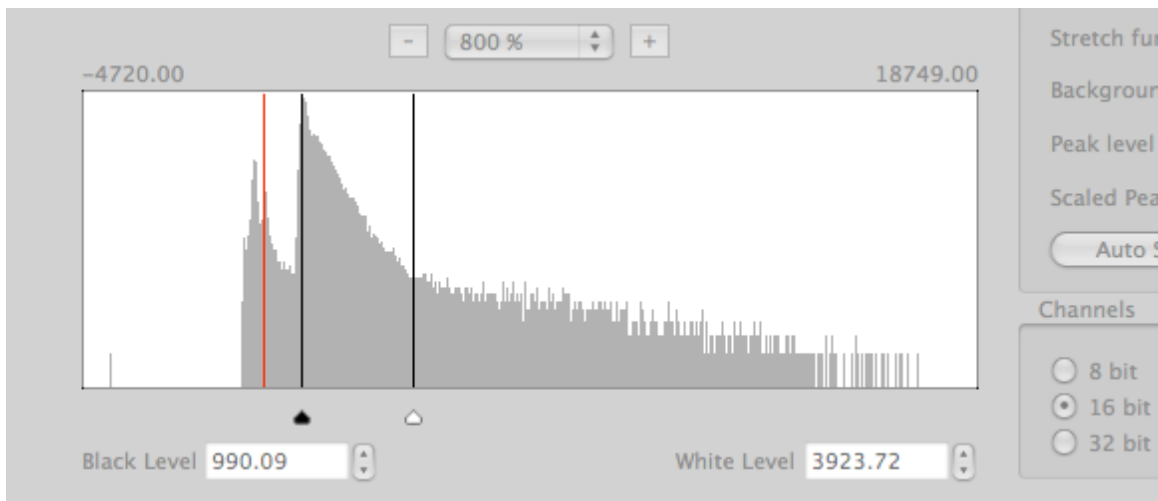 - 800 % +
−4720.00 18749.00
Stretch fu
Backgroun
Peak level
Scaled Pea
Auto S
Channels
8 bit
16 bit
32 bit
Black Level 990.09
White Level 3923.72